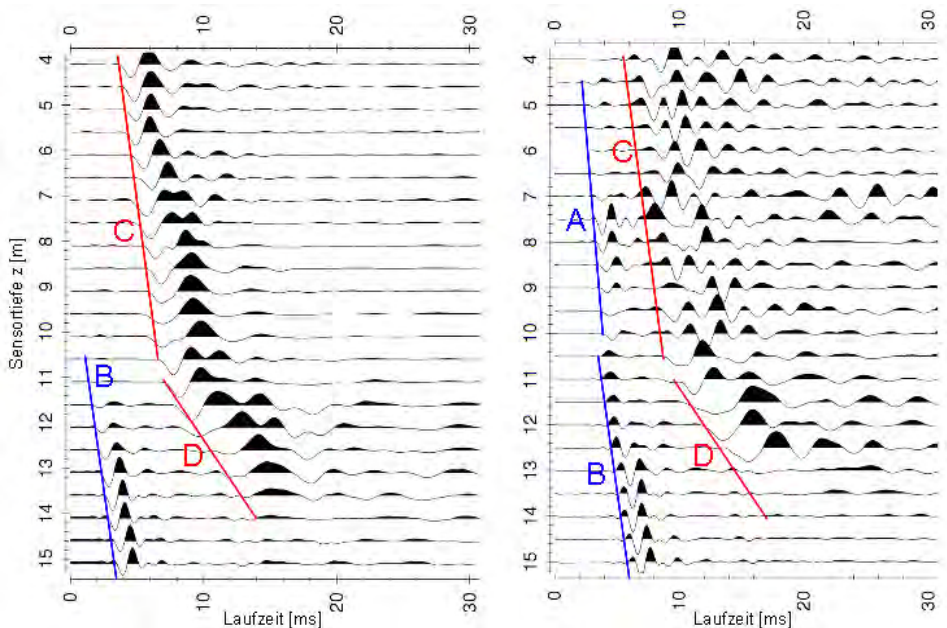 0 10 20 30 0 10 20 30
4 4
5 5
6 6
C
7 7
A
C
8 8
Sensortiefe z [m]
9 9
10 10
B
11 11
12 12
D D
13 13
B
14 14
15 15
0 10 20 30 0 10 20 30
Laufzeit [ms] Laufzeit [ms]